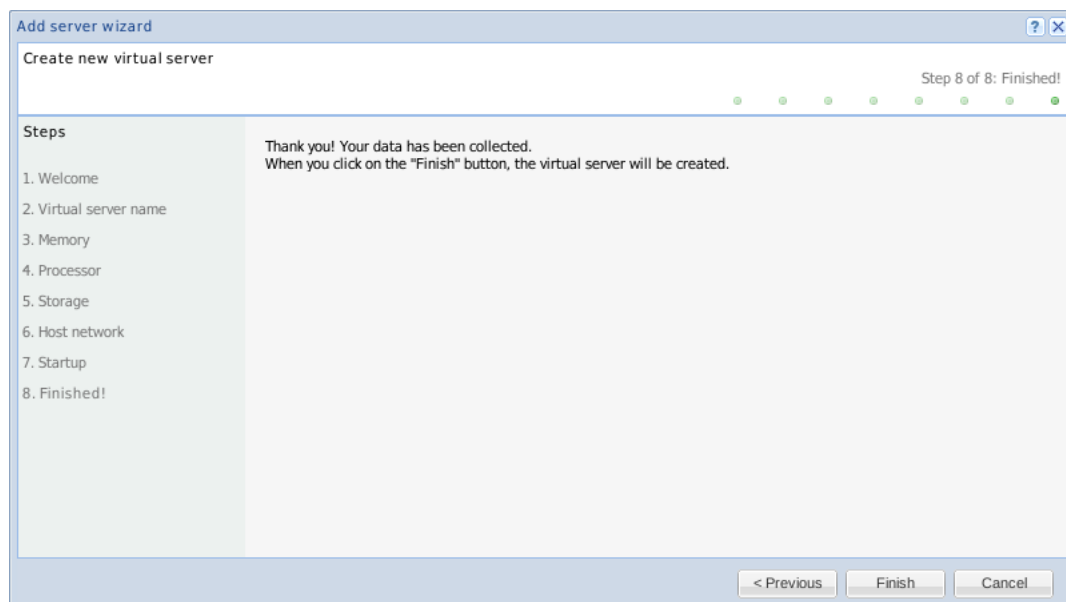 Add server wizard
?
Create new virtual server
Step 8 of 8: Finished!
Steps
1. Welcome
2. Virtual server name
3. Memory
4. Processor
5. Storage
6. Host network
7. Startup
8. Finished!
Thank you! Your data has been collected.
When you click on the "Finish" button, the virtual server will be created.
< Previous
Finish
Cancel